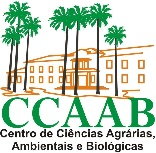 CCAAB
Centro de Ciências Agrárias,
Ambientais e Biológicas